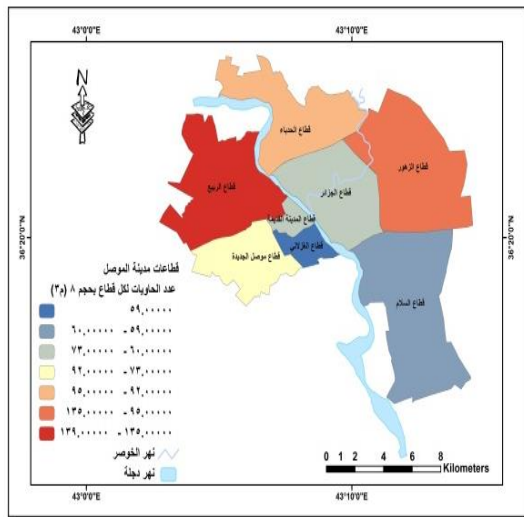 43°0'0"E
43°10'0"E
N
قطاع الحدباء
قطاع الزهور
قطاع الربيع
قطاع الجزائر
قطاع المدينة القديمة
36°20'0"N
36°20'0"N
قطاع الغزلاني
قطاع موصل الجديدة
قطاع السلام
قطاعات مدينة الموصل
عدد الحاويات لكل قطاع بحجم ٨ (م٣)
٥٩.٠٠٠٠٠
٥٩.٠٠٠٠٠ - ٦٠.٠٠٠٠٠
٦٠.٠٠٠٠٠ - ٧٣.٠٠٠٠٠
٧٣.٠٠٠٠٠ - ٩٢.٠٠٠٠٠
٩٢.٠٠٠٠٠ - ٩٥.٠٠٠٠٠
٩٥.٠٠٠٠٠ - ١٣٥.٠٠٠٠٠
١٣٥.٠٠٠٠٠ - ١٣٩.٠٠٠٠٠
نهر الخوصر
نهر دجلة
0 1 2 4 6 8
Kilometers
43°0'0"E
43°10'0"E